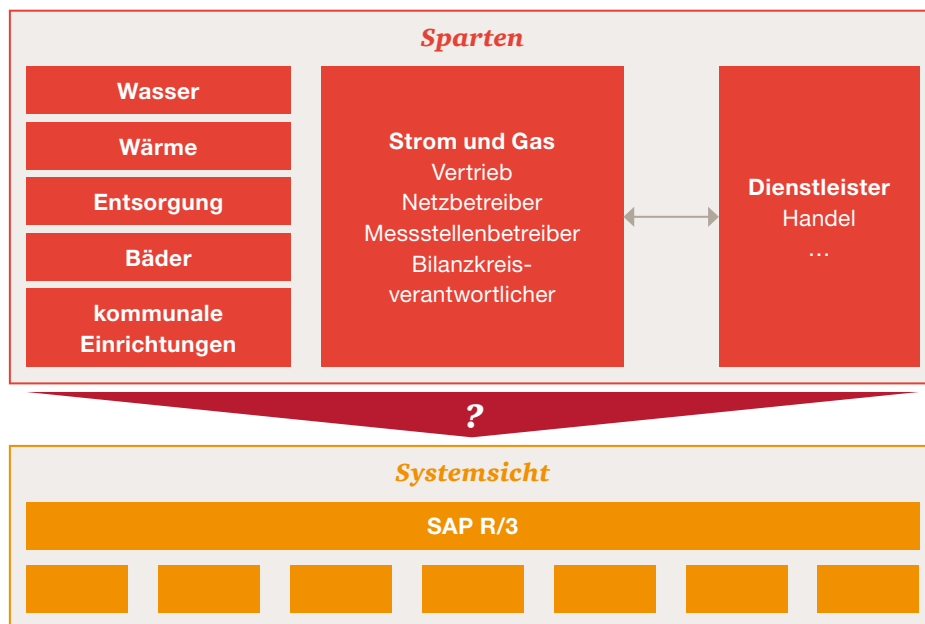 Sparten
Wasser
Wärme
Entsorgung
Bäder
kommunale
Einrichtungen
Strom und Gas
Vertrieb
Netzbetreiber
Messstellenbetreiber
Bilanzkreis-
verantwortlicher
Dienstleister
Handel
…
?
Systemsicht
SAP R/3